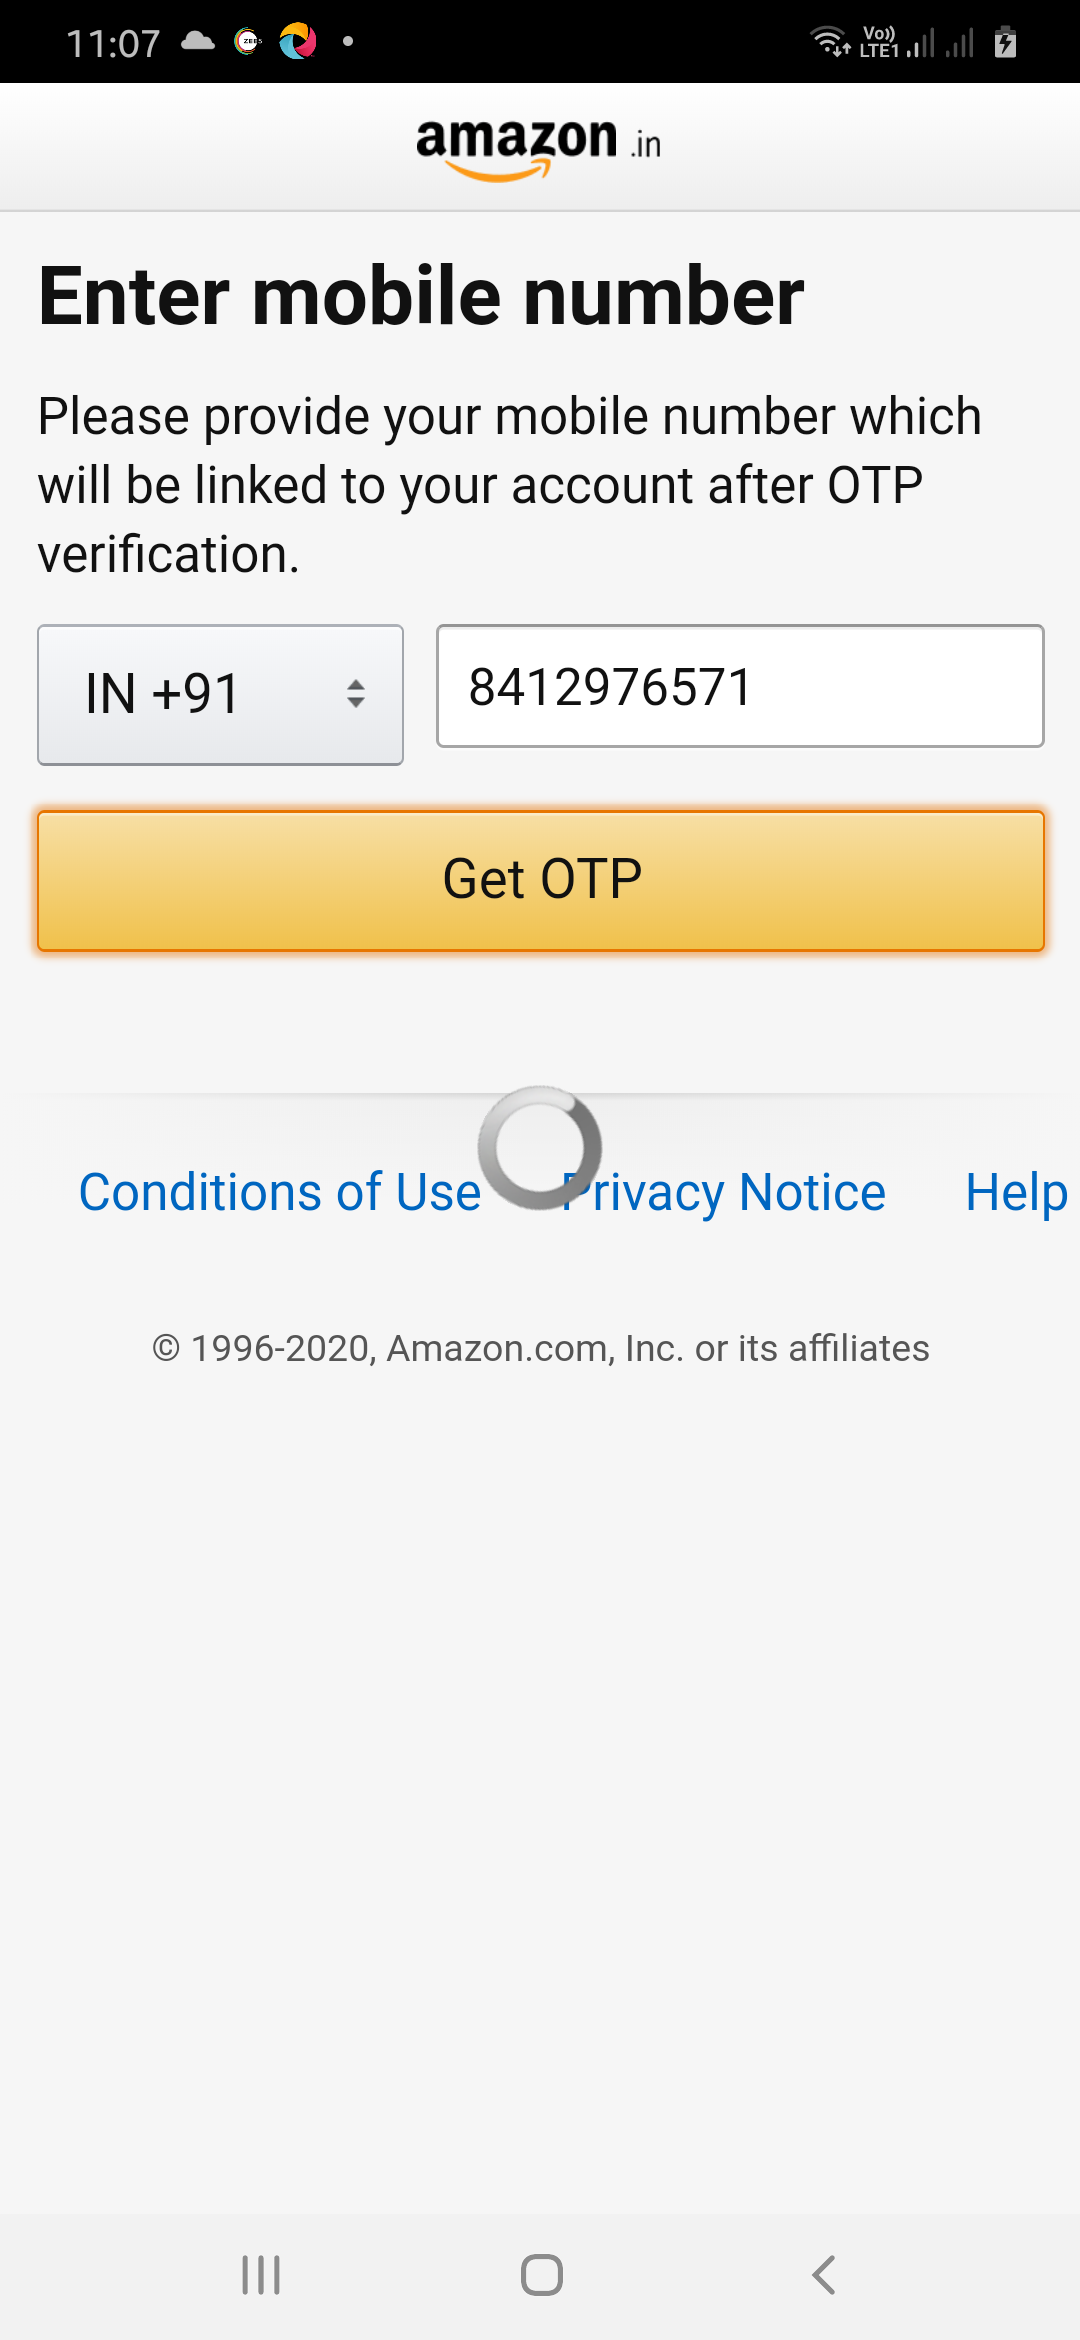 11:07 ZEE5 Vo)) LTE1
amazon.in
Enter mobile number
Please provide your mobile number which
will be linked to your account after OTP
verification.
IN +91 8412976571
Get OTP
Conditions of Use Privacy Notice Help
© 1996-2020, Amazon.com, Inc. or its affiliates